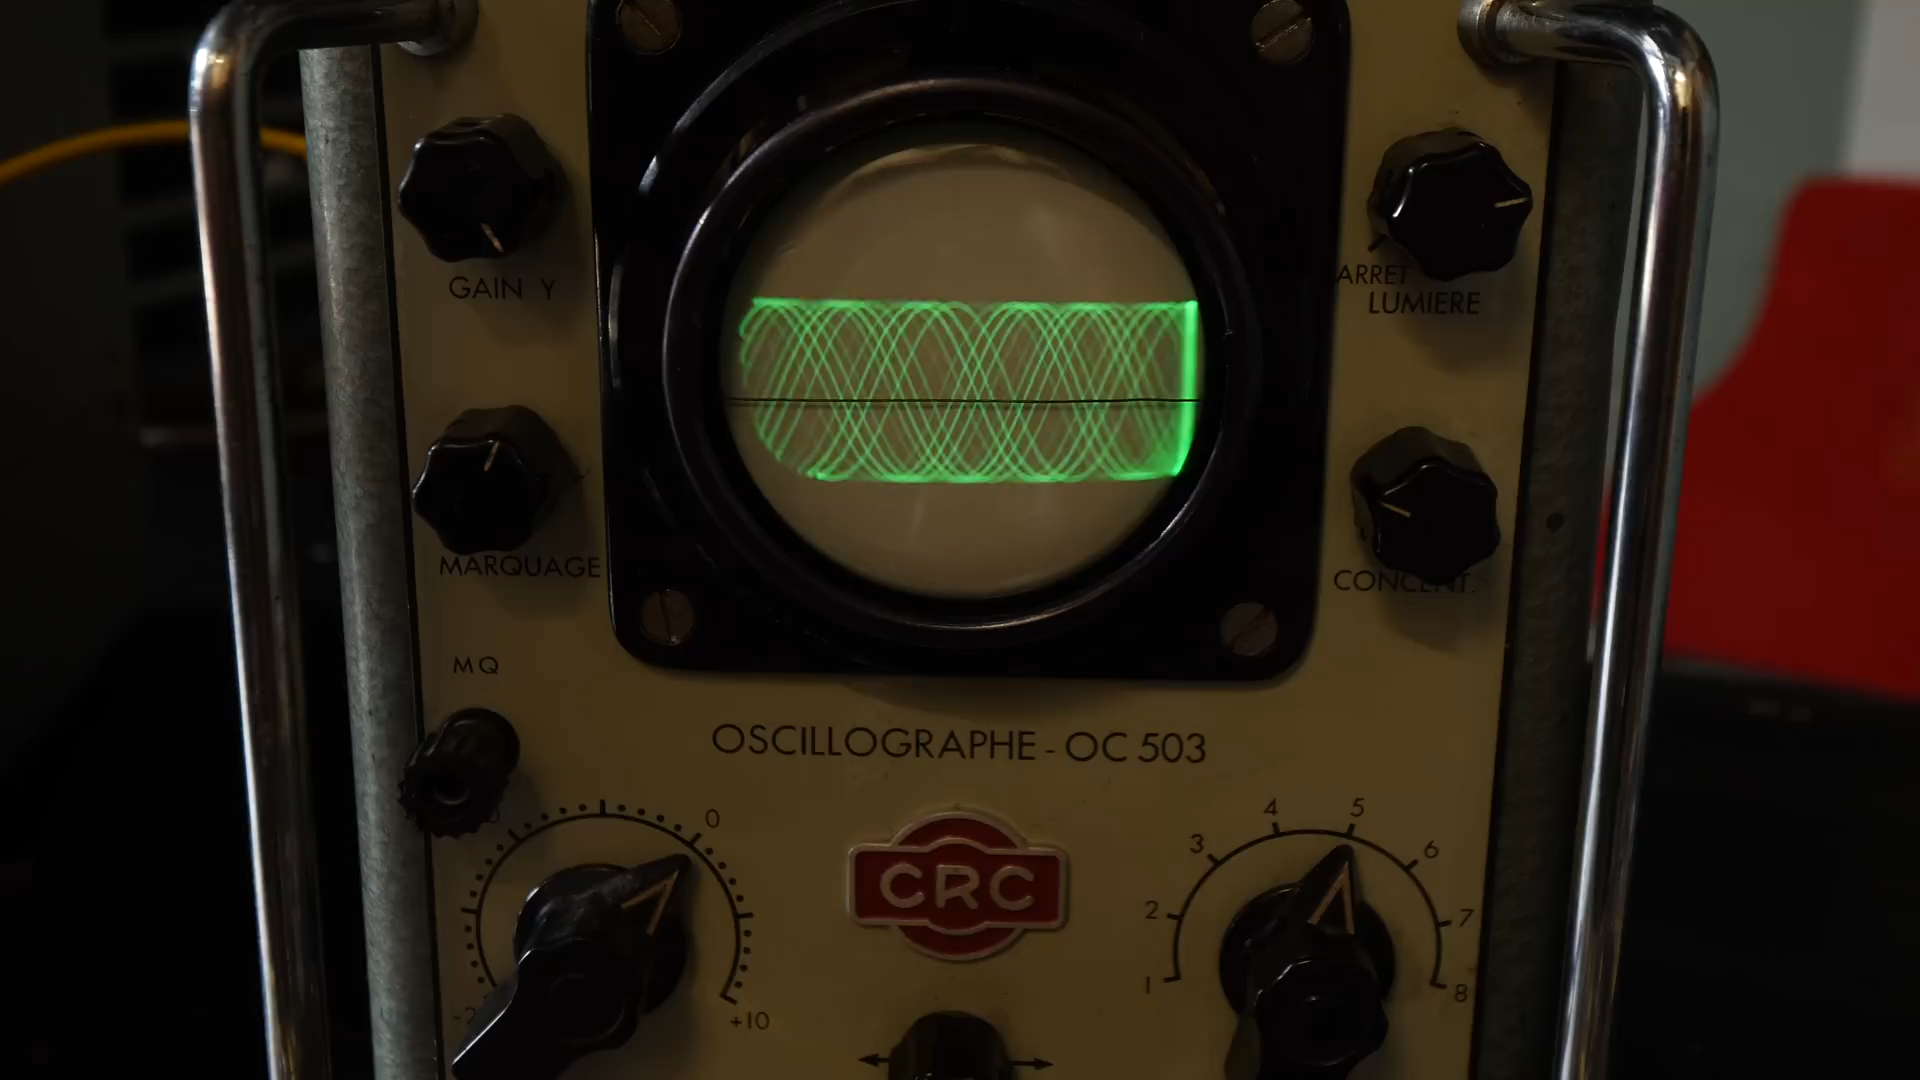 GAIN Y
ARRET
LUMIERE
MARQUAGE
CONCENT.
MQ
OSCILLOGRAPHE - OC 503
0
+10
CRC
1
2
3
4
5
6
7
8